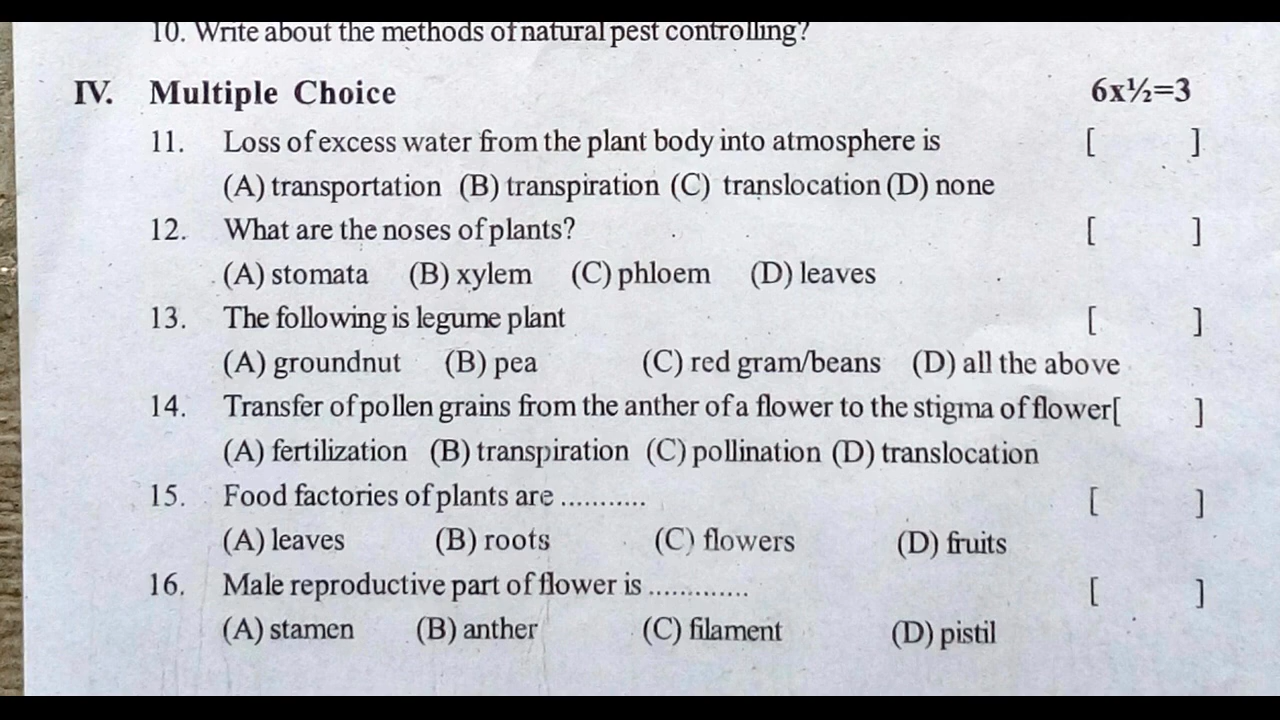 10. Write about the methods of natural pest controlling?
IV. Multiple Choice 6x½=3
11. Loss of excess water from the plant body into atmosphere is [ ]
(A) transportation (B) transpiration (C) translocation (D) none
12. What are the noses of plants? [ ]
(A) stomata (B) xylem (C) phloem (D) leaves
13. The following is legume plant [ ]
(A) groundnut (B) pea (C) red gram/beans (D) all the above
14. Transfer of pollen grains from the anther of a flower to the stigma of flower[ ]
(A) fertilization (B) transpiration (C) pollination (D) translocation
15. Food factories of plants are ........... [ ]
(A) leaves (B) roots (C) flowers (D) fruits
16. Male reproductive part of flower is ............. [ ]
(A) stamen (B) anther (C) filament (D) pistil